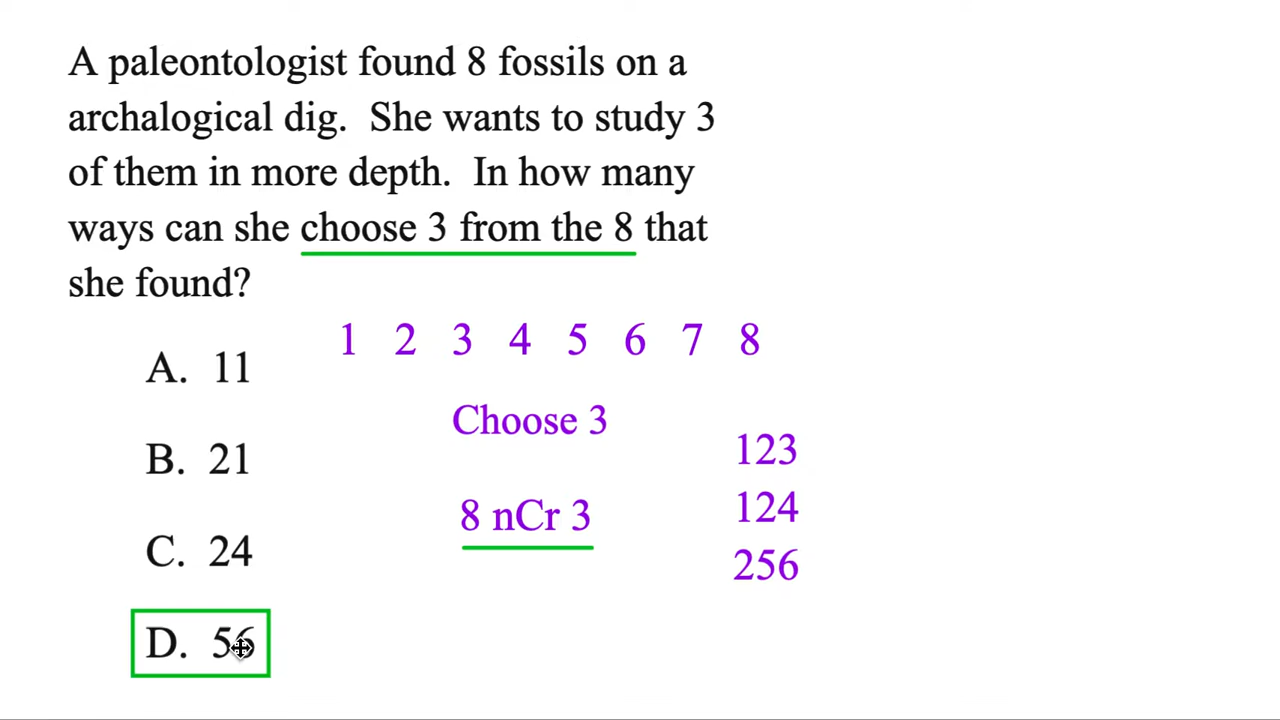 A paleontologist found 8 fossils on a
archalogical dig. She wants to study 3
of them in more depth. In how many
ways can she choose 3 from the 8 that
she found?
1 2 3 4 5 6 7 8
A. 11
Choose 3
123
B. 21
124
8 nCr 3
C. 24
256
D. 56